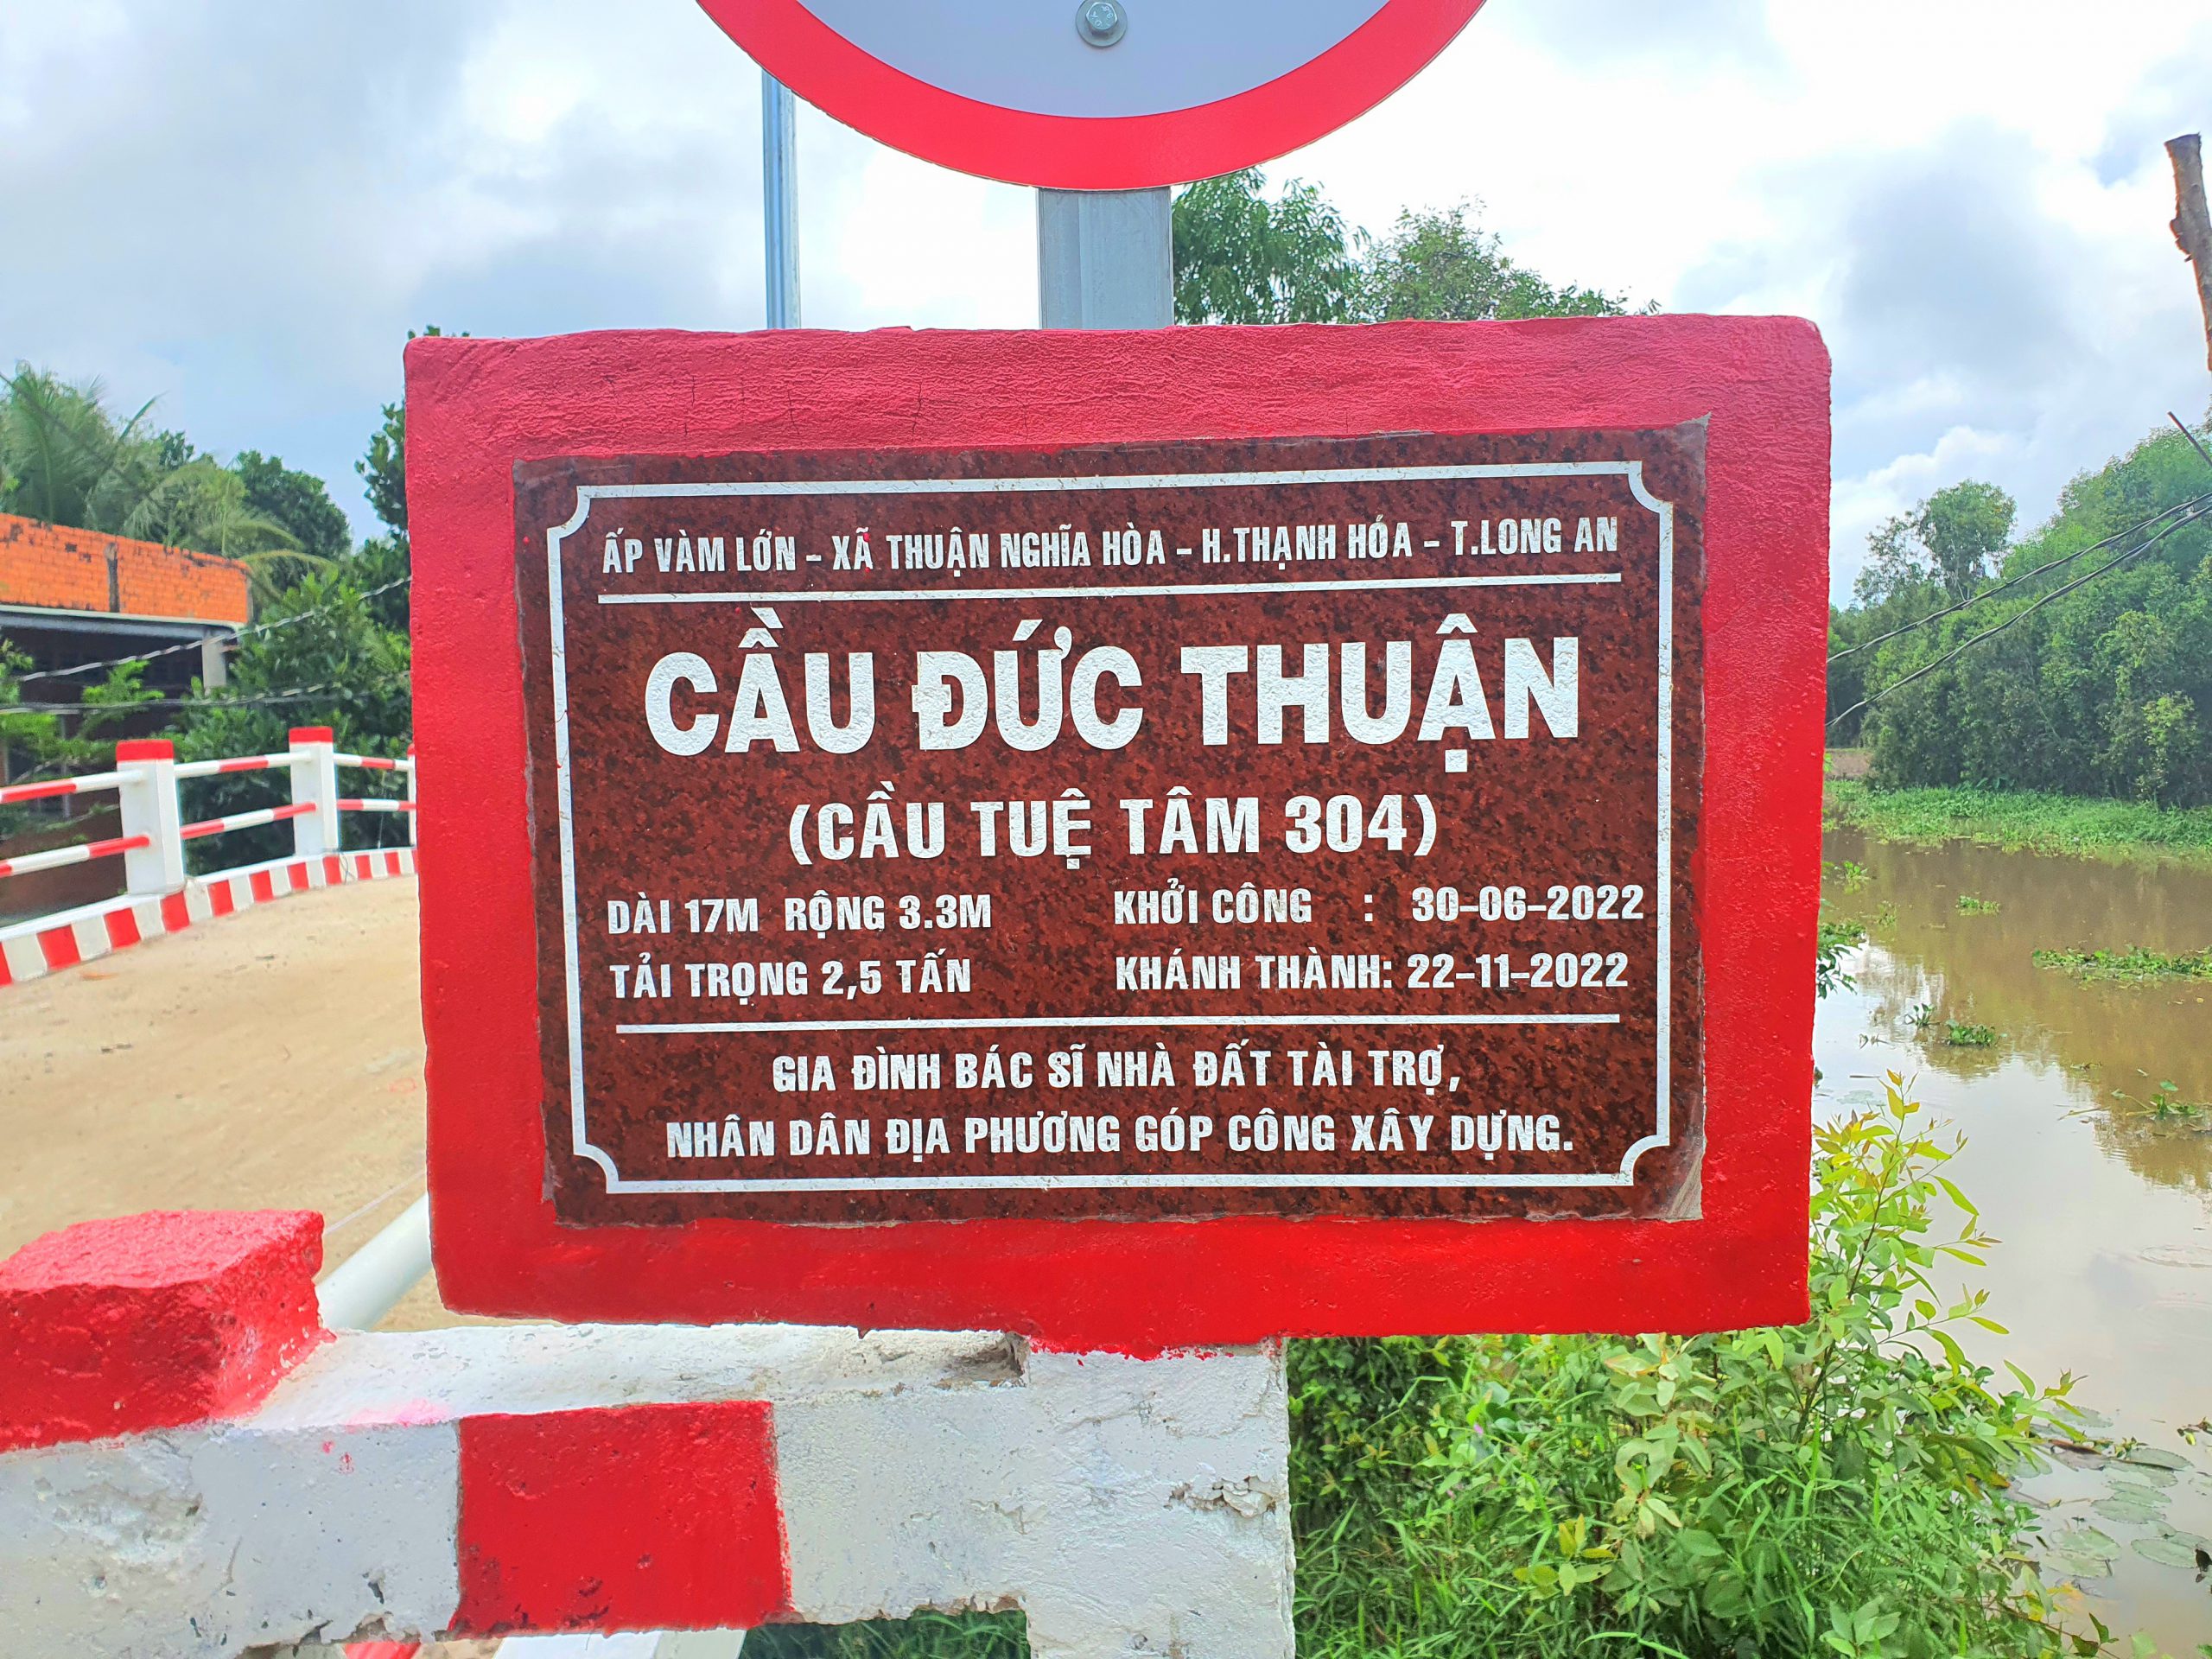 ẤP VÀM LỚN - XÃ THUẬN NGHĨA HÒA - H.THẠNH HÓA - T.LONG AN
CẦU ĐỨC THUẬN
(CẦU TUỆ TÂM 304)
DÀI 17M RỘNG 3.3M KHỞI CÔNG : 30-06-2022
TẢI TRỌNG 2,5 TẤN KHÁNH THÀNH: 22-11-2022
GIA ĐÌNH BÁC SĨ NHÀ ĐẤT TÀI TRỢ,
NHÂN DÂN ĐỊA PHƯƠNG GÓP CÔNG XÂY DỰNG.